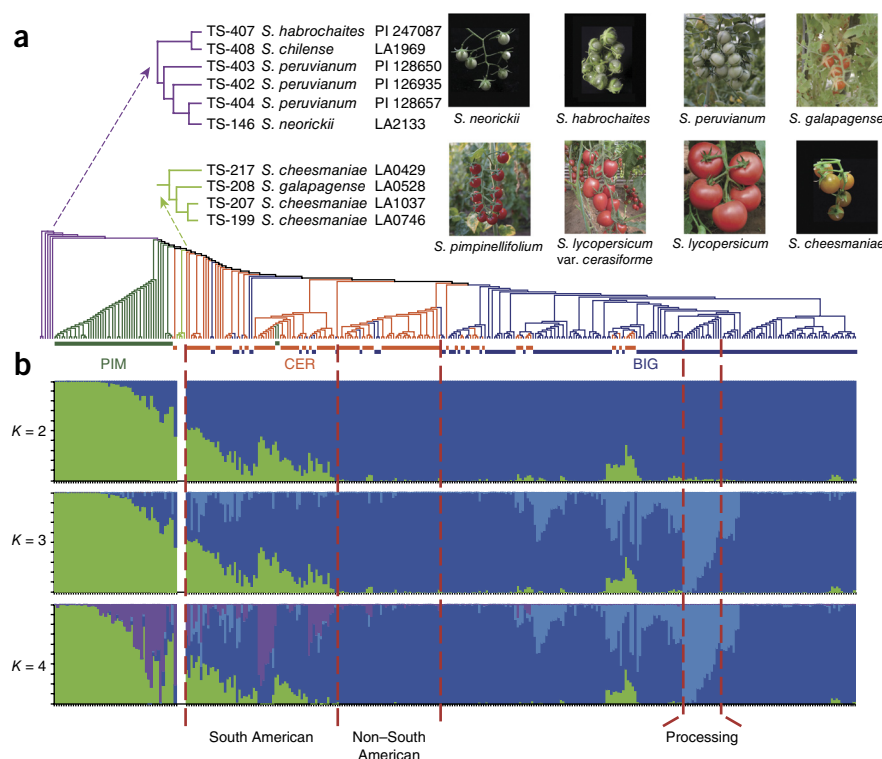 a
TS-407 S. habrochaites PI 247087
TS-408 S. chilense LA1969
TS-403 S. peruvianum PI 128650
TS-402 S. peruvianum PI 126935
TS-404 S. peruvianum PI 128657
TS-146 S. neorickii LA2133
TS-217 S. cheesmaniae LA0429
TS-208 S. galapagense LA0528
TS-207 S. cheesmaniae LA1037
TS-199 S. cheesmaniae LA0746
S. neorickii
S. habrochaites
S. peruvianum
S. galapagense
S. pimpinellifolium
S. lycopersicum
var. cerasiforme
S. lycopersicum
S. cheesmaniae
PIM
CER
BIG
b
K = 2
K = 3
K = 4
South American
Non–South
American
Processing